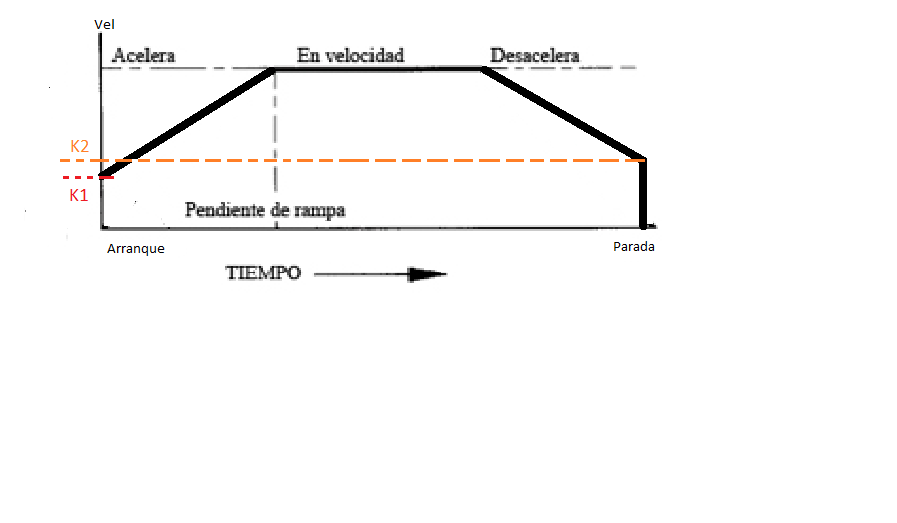 Vel
Acelera En velocidad Desacelera
K2
K1
Pendiente de rampa
Arranque Parada
TIEMPO